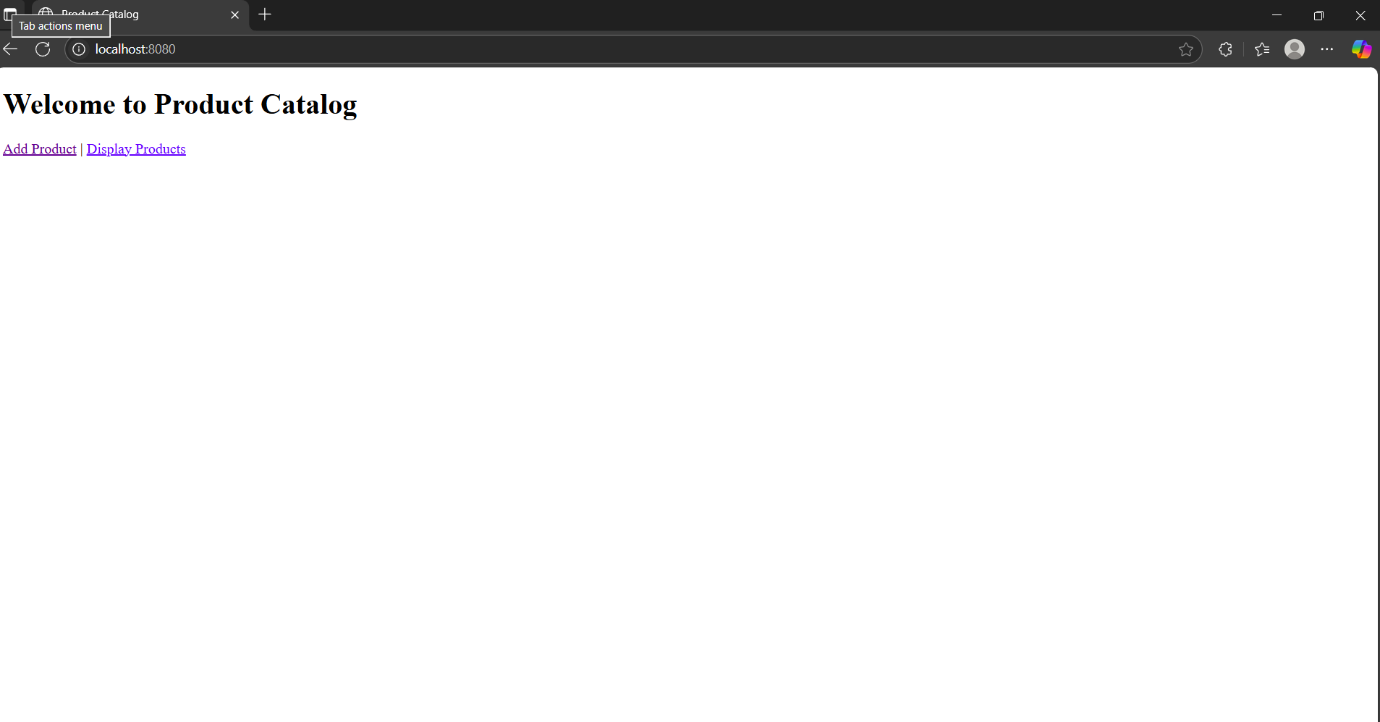 Product Catalog
Tab actions menu
localhost:8080
Welcome to Product Catalog
Add Product | Display Products